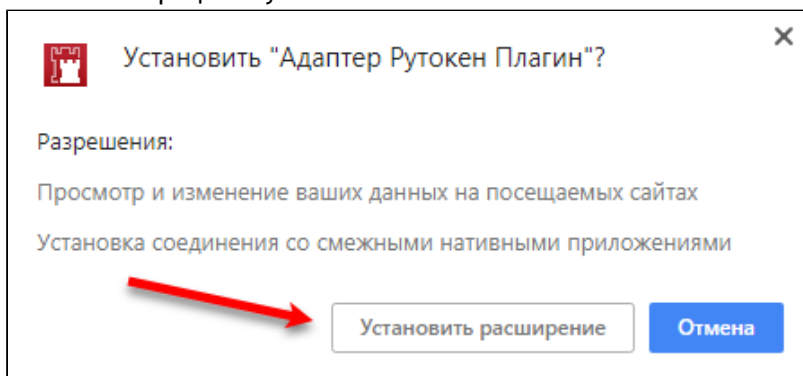 Установить "Адаптер Рутокен Плагин"?
Разрешения:
Просмотр и изменение ваших данных на посещаемых сайтах
Установка соединения со смежными нативными приложениями
Установить расширение Отмена